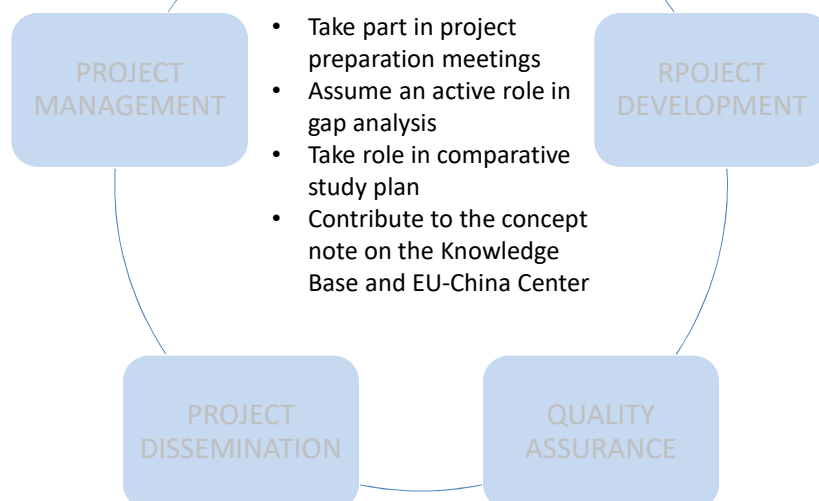 PROJECT
MANAGEMENT
• Take part in project
preparation meetings
• Assume an active role in
gap analysis
• Take role in comparative
study plan
• Contribute to the concept
note on the Knowledge
Base and EU-China Center
RPOJECT
DEVELOPMENT
PROJECT
DISSEMINATION
QUALITY
ASSURANCE